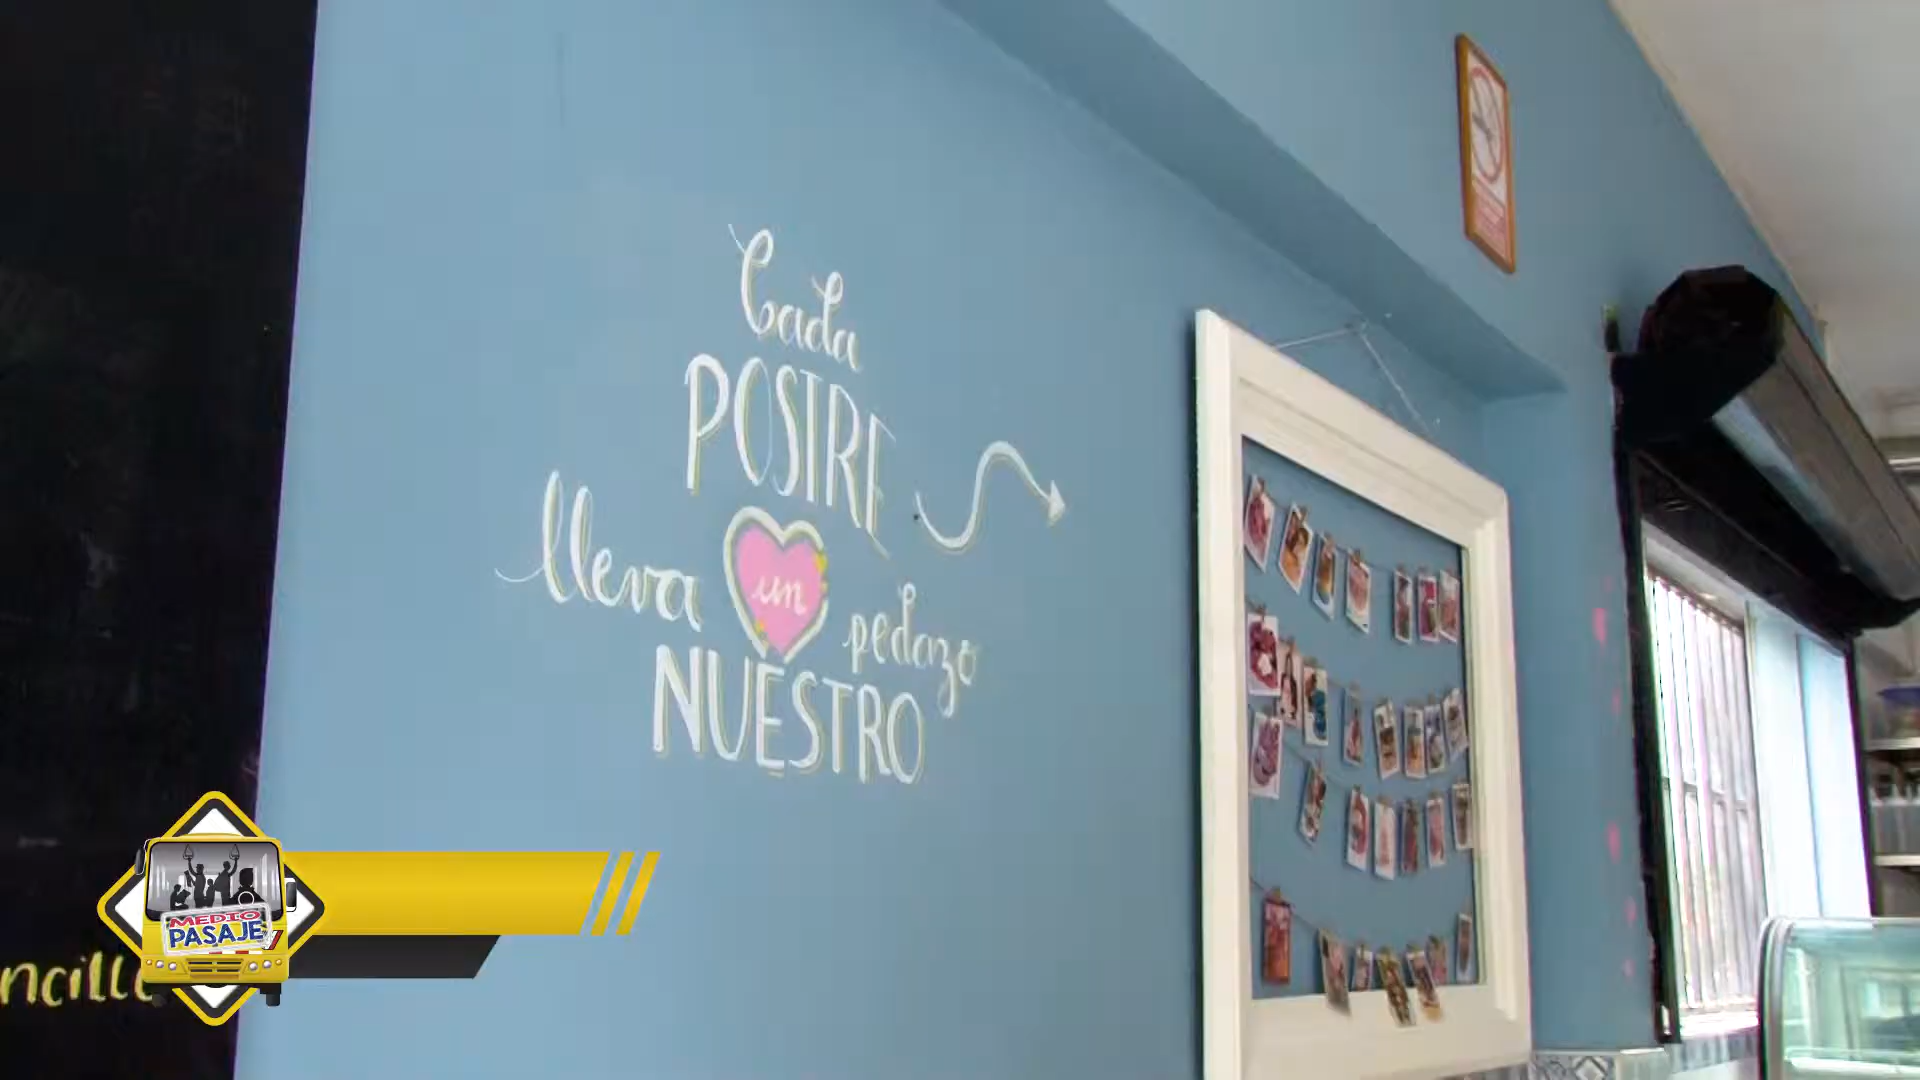 Cada
POSTRE
lleva un pedazo
NUESTRO
MEDIO
PASAJE